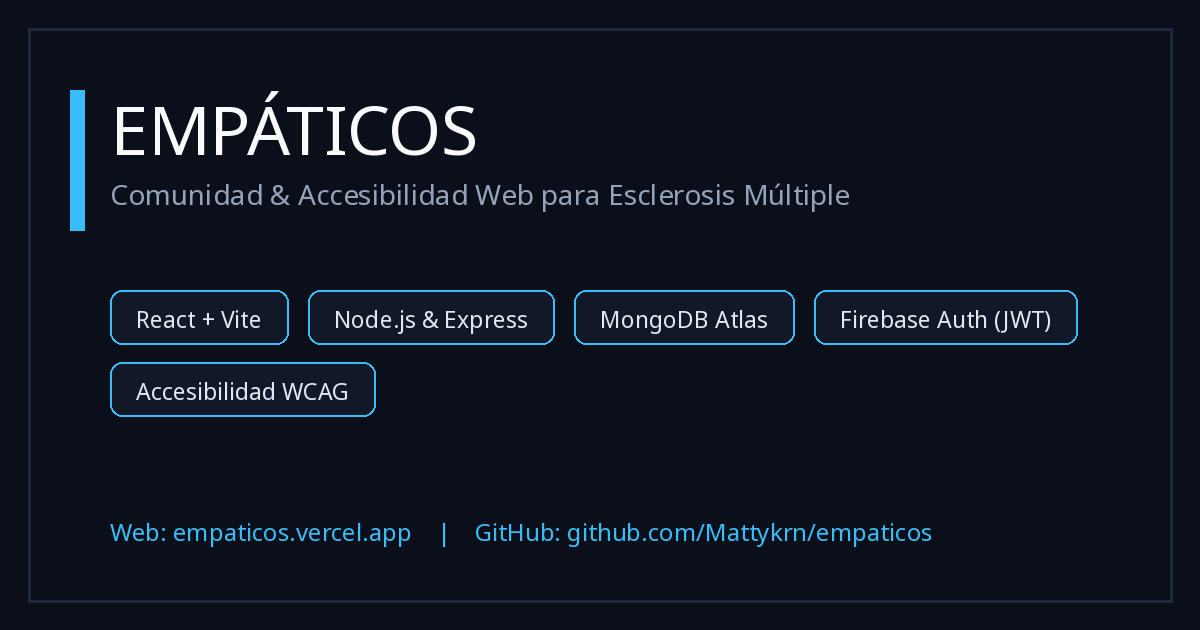 EMPÁTICOS
Comunidad & Accesibilidad Web para Esclerosis Múltiple
React + Vite
Node.js & Express
MongoDB Atlas
Firebase Auth (JWT)
Accesibilidad WCAG
Web: empaticos.vercel.app | GitHub: github.com/Mattykrn/empaticos